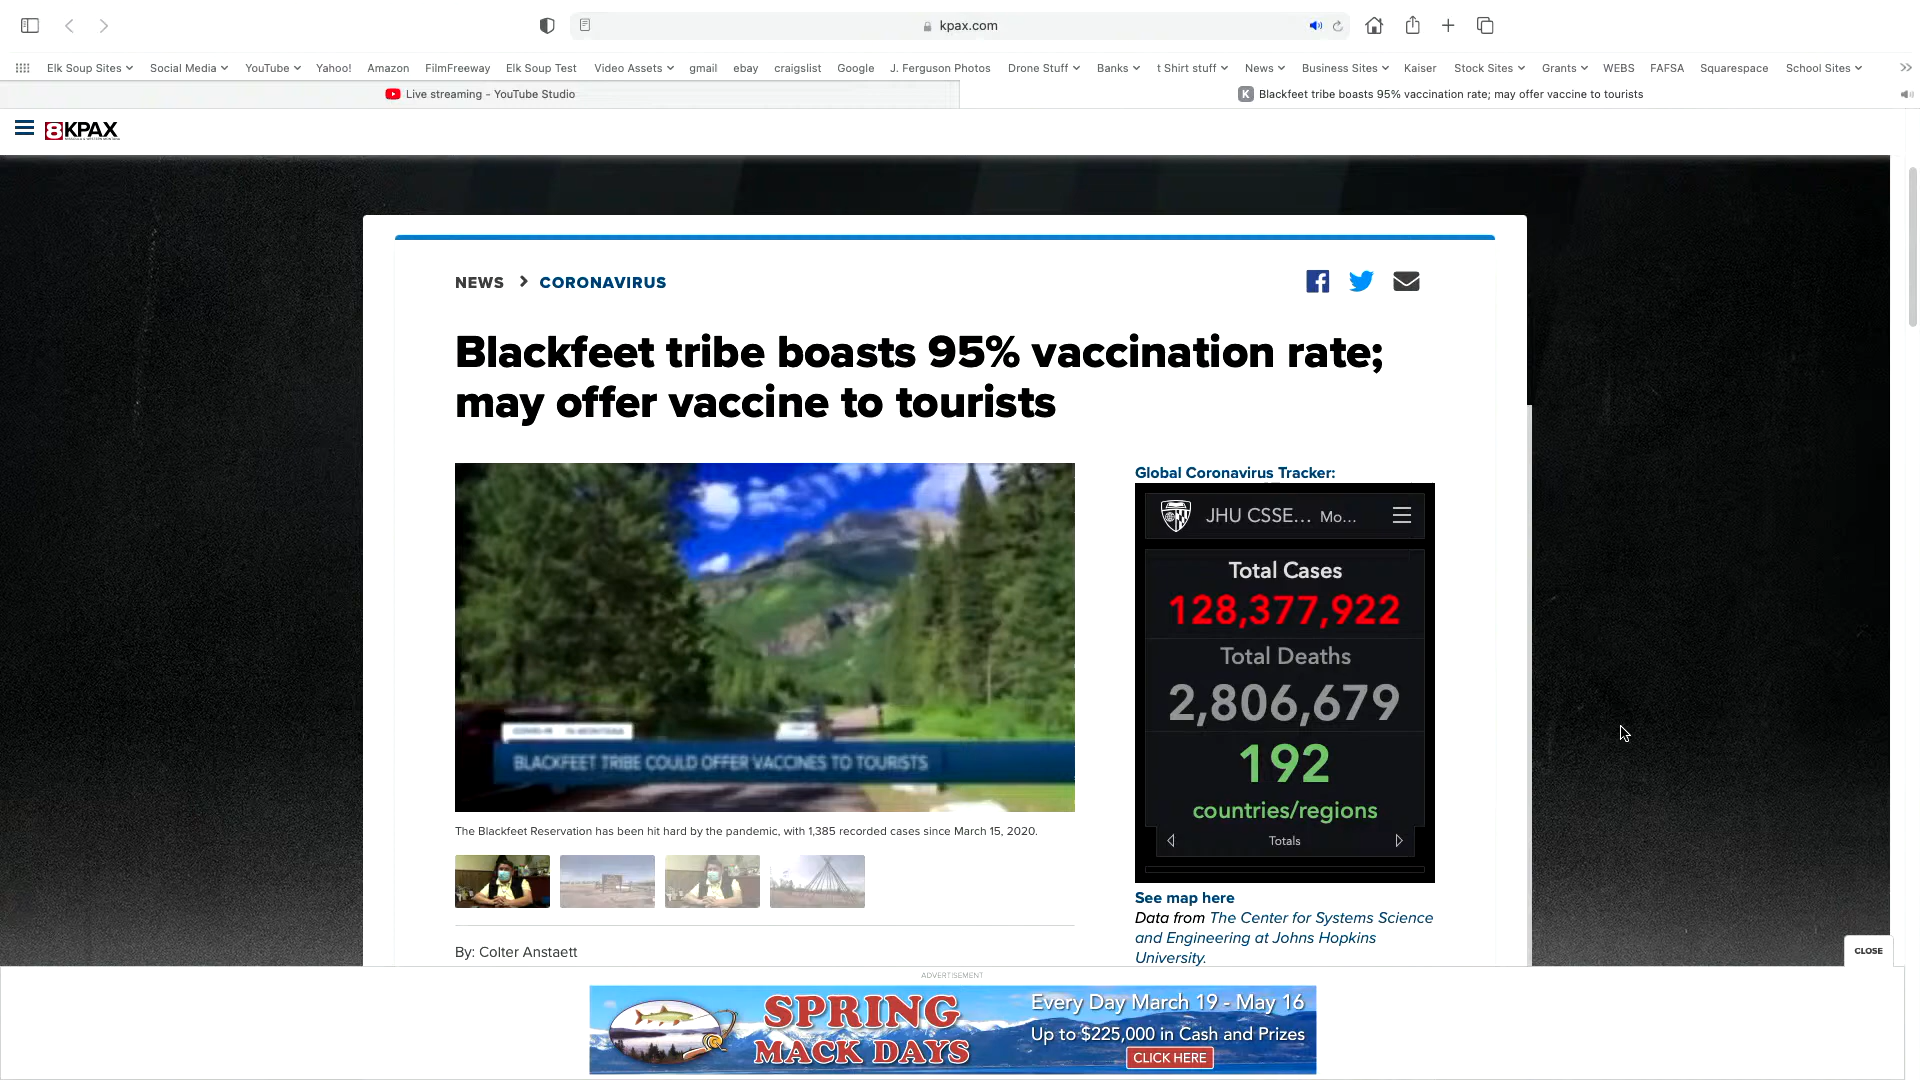 kpax.com
Elk Soup Sites Social Media YouTube Yahoo! Amazon FilmFreeway Elk Soup Test Video Assets gmail ebay craigslist Google J. Ferguson Photos Drone Stuff Banks t Shirt stuff News Business Sites Kaiser Stock Sites Grants WEBS FAFSA Squarespace School Sites
Live streaming - YouTube Studio
K Blackfeet tribe boasts 95% vaccination rate; may offer vaccine to tourists
8 KPAX
NEWS > CORONAVIRUS
Blackfeet tribe boasts 95% vaccination rate;
may offer vaccine to tourists
BLACKFEET TRIBE COULD OFFER VACCINES TO TOURISTS
The Blackfeet Reservation has been hit hard by the pandemic, with 1,385 recorded cases since March 15, 2020.
By: Colter Anstaett
Global Coronavirus Tracker:
JHU CSSE... Mo...
Total Cases
128,377,922
Total Deaths
2,806,679
192
countries/regions
Totals
See map here
Data from The Center for Systems Science
and Engineering at Johns Hopkins
University.
CLOSE
ADVERTISEMENT
SPRING
MACK DAYS
Every Day March 19 - May 16
Up to $225,000 in Cash and Prizes
CLICK HERE